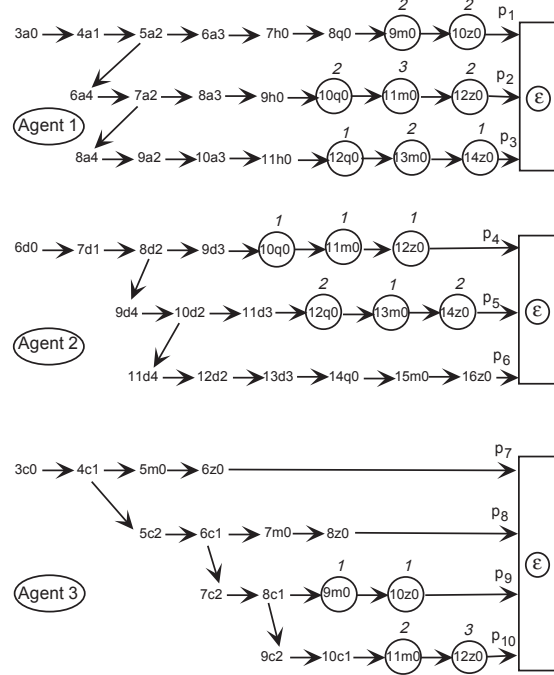 2 2 p1
3a0 4a1 5a2 6a3 7h0 8q0 9m0 10z0
2 3 2 p2
6a4 7a2 8a3 9h0 10q0 11m0 12z0 ε
Agent 1
1 2 1 p3
8a4 9a2 10a3 11h0 12q0 13m0 14z0
1 1 1 p4
6d0 7d1 8d2 9d3 10q0 11m0 12z0
2 1 2 p5
9d4 10d2 11d3 12q0 13m0 14z0 ε
Agent 2
p6
11d4 12d2 13d3 14q0 15m0 16z0
p7
3c0 4c1 5m0 6z0
p8
5c2 6c1 7m0 8z0
ε
1 1 p9
Agent 3 7c2 8c1 9m0 10z0
2 3 p10
9c2 10c1 11m0 12z0